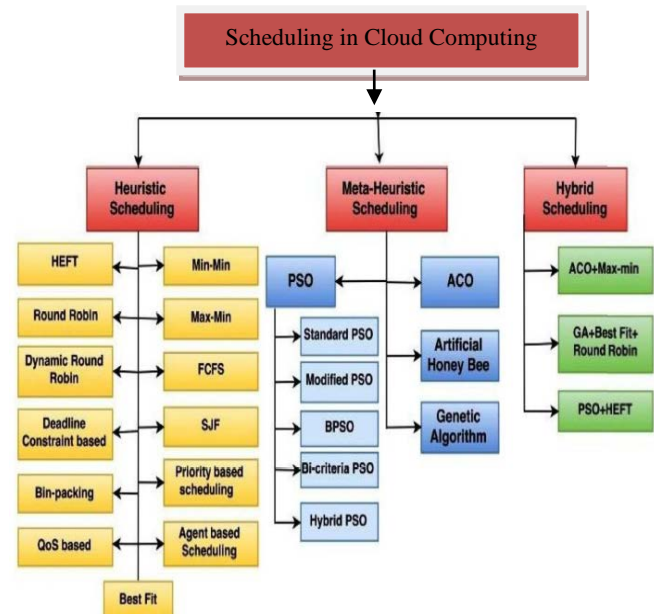 Scheduling in Cloud Computing
Heuristic
Scheduling
Meta-Heuristic
Scheduling
Hybrid
Scheduling
HEFT
Min-Min
Round Robin
Max-Min
Dynamic Round
Robin
FCFS
Deadline
Constraint based
SJF
Bin-packing
Priority based
scheduling
QoS based
Agent based
Scheduling
Best Fit
PSO
ACO
Standard PSO
Modified PSO
BPSO
Bi-criteria PSO
Hybrid PSO
Artificial
Honey Bee
Genetic
Algorithm
ACO+Max-min
GA+Best Fit+
Round Robin
PSO+HEFT